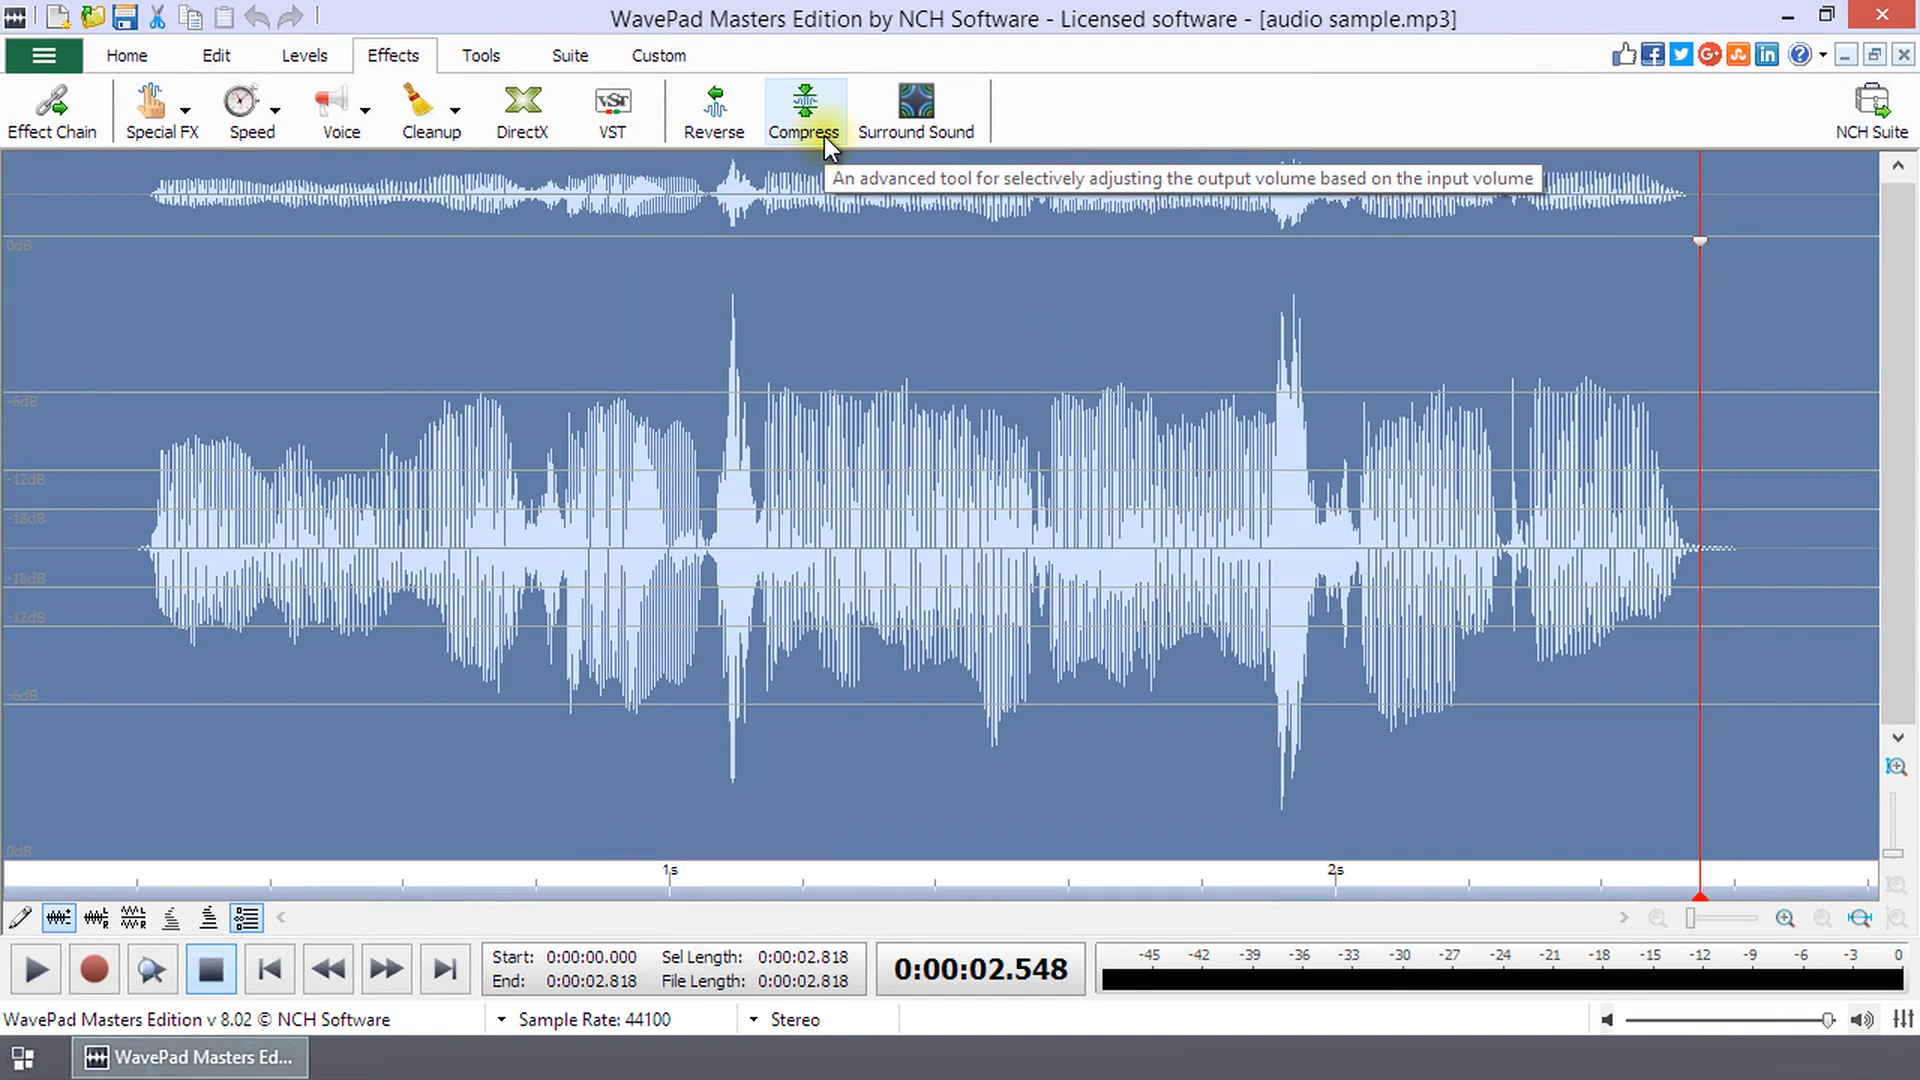 WavePad Masters Edition by NCH Software - Licensed software - [audio sample.mp3]
Home Edit Levels Effects Tools Suite Custom
Effect Chain Special FX Speed Voice Cleanup DirectX VST Reverse Compress Surround Sound NCH Suite
An advanced tool for selectively adjusting the output volume based on the input volume
0dB
-6dB
-12dB
-18dB
-18dB
-12dB
-6dB
0dB
1s 2s
Start: 0:00:00.000 Sel Length: 0:00:02.818
End: 0:00:02.818 File Length: 0:00:02.818
0:00:02.548
-45 -42 -39 -36 -33 -30 -27 -24 -21 -18 -15 -12 -9 -6 -3 0
WavePad Masters Edition v 8.02 © NCH Software Sample Rate: 44100 Stereo
WavePad Masters Ed...